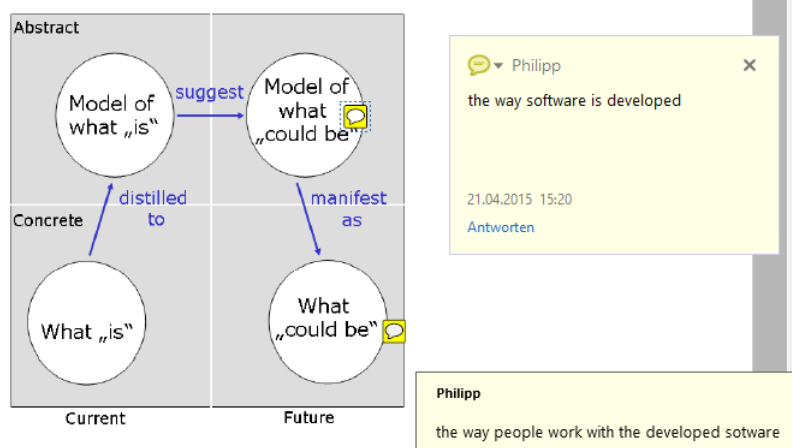 Abstract
Model of
what „is“
suggest
Model of
what
„could be“
distilled
to
manifest
as
Concrete
What „is“
What
„could be“
Current
Future
Philipp
the way software is developed
21.04.2015 15:20
Antworten
Philipp
the way people work with the developed sotware